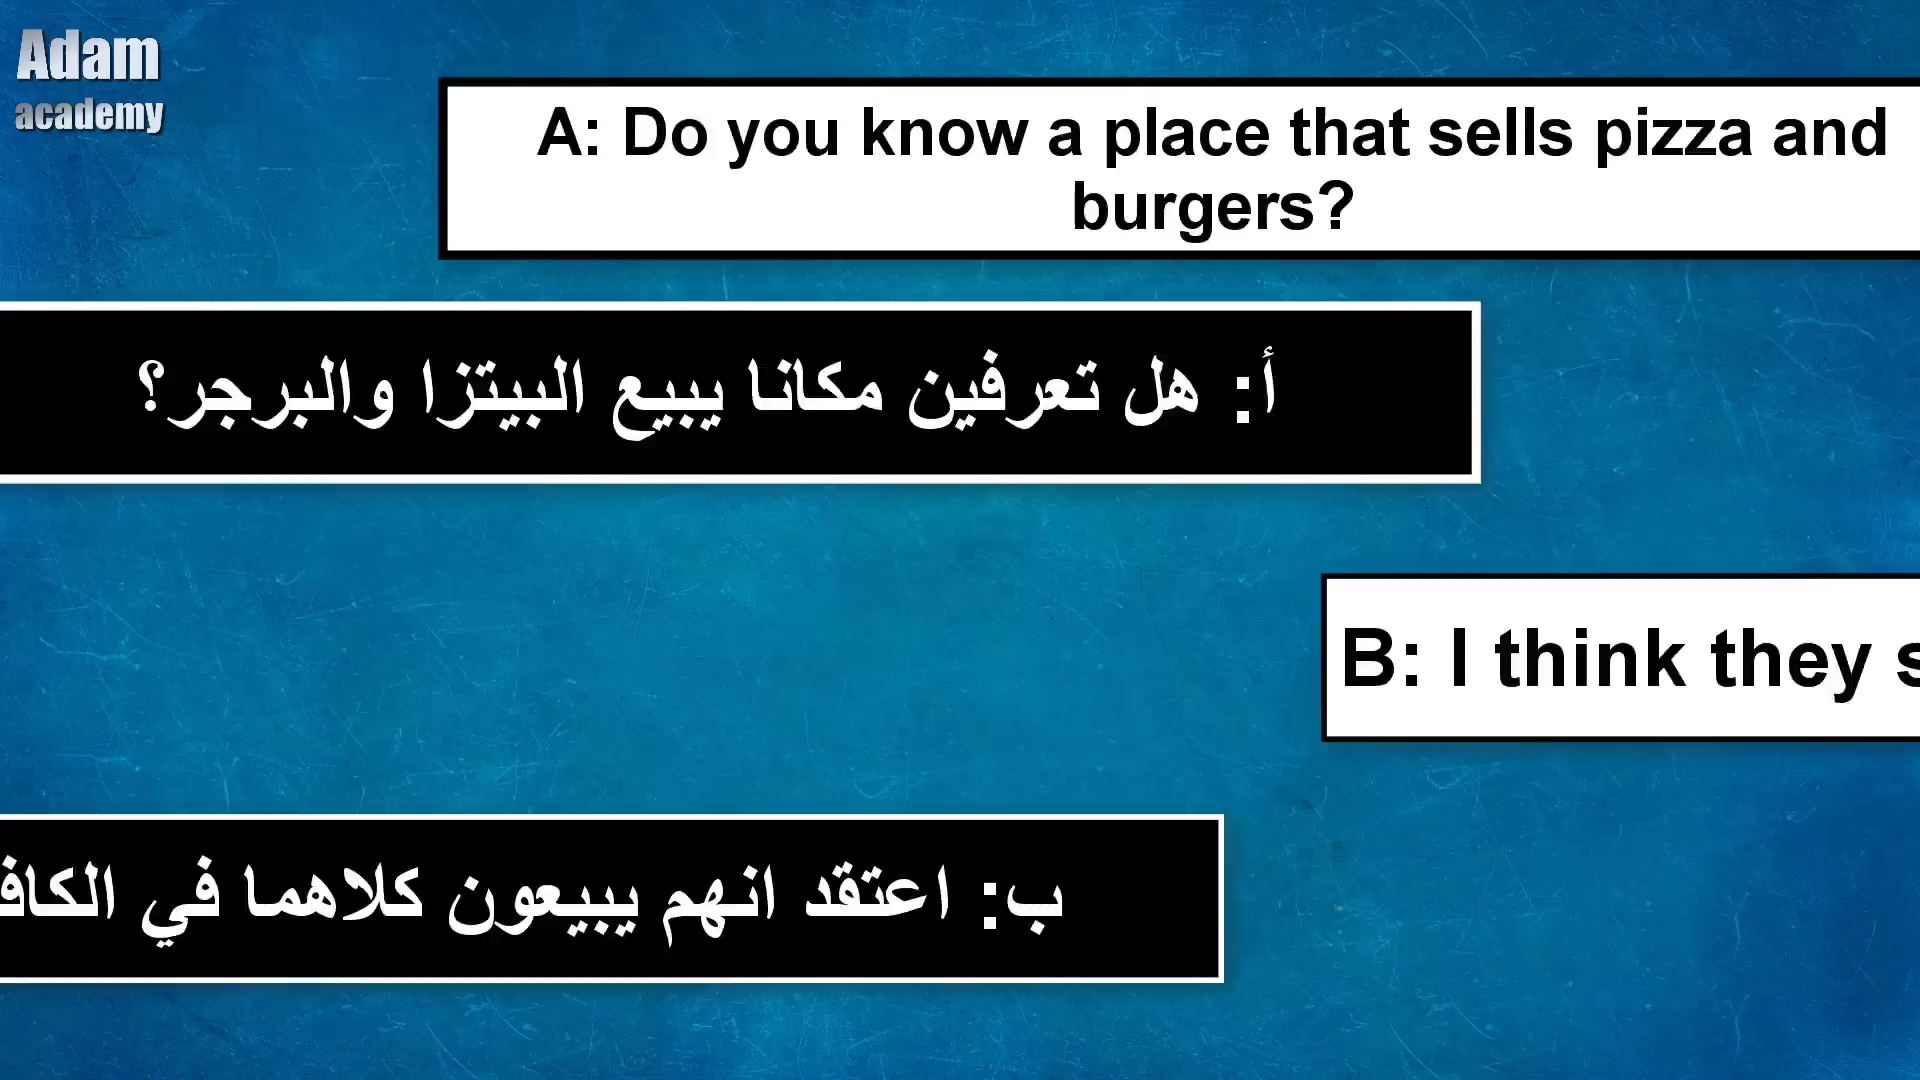 Adam
academy
A: Do you know a place that sells pizza and
burgers?
أ: هل تعرفين مكانا يبيع البيتزا والبرجر؟
B: I think they
ب: اعتقد انهم يبيعون كلاهما في